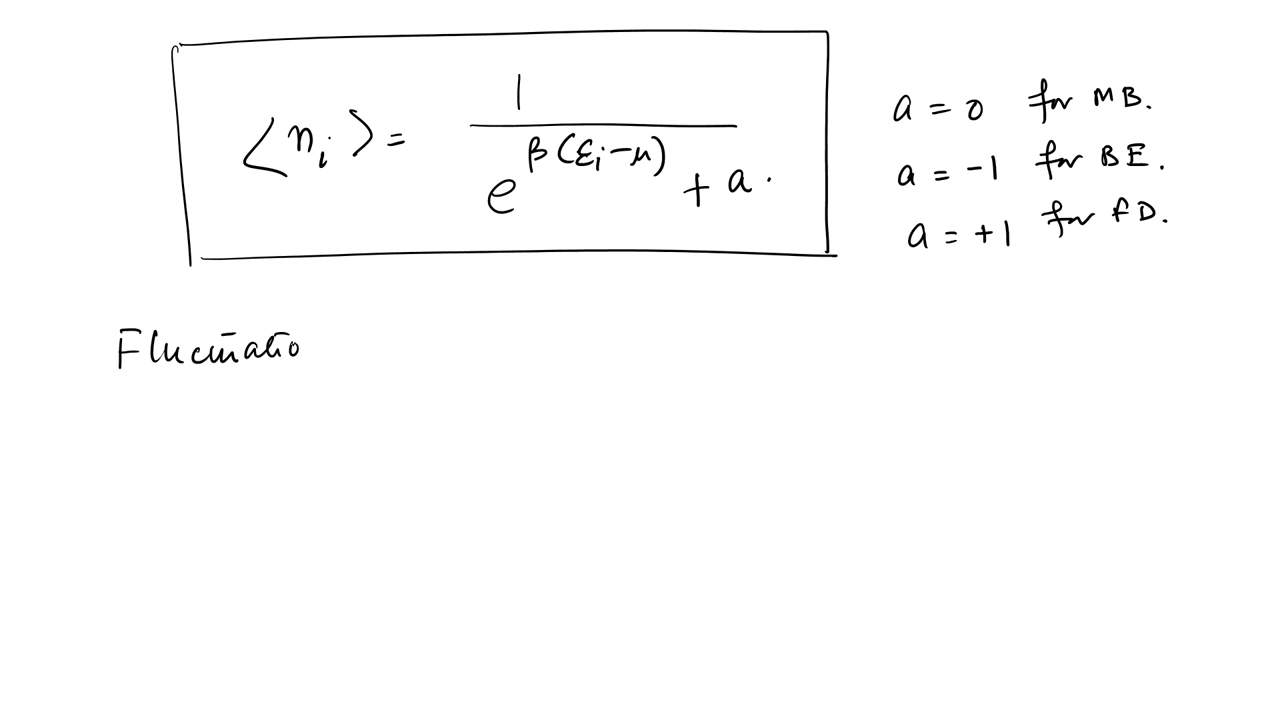 ⟨n_i⟩ = 1 / (e^{β(ε_i-μ)} + a).
a = 0 for MB.
a = -1 for BE.
a = +1 for FD.
Fluctuatio